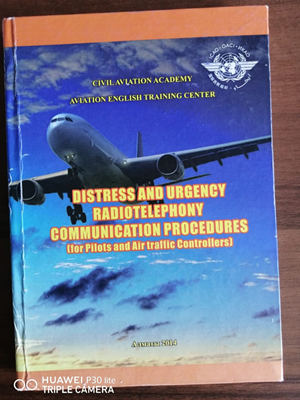 CIVIL AVIATION ACADEMY
AVIATION ENGLISH TRAINING CENTER
DISTRESS AND URGENCY
RADIOTELEPHONY
COMMUNICATION PROCEDURES
(for Pilots and Air traffic Controllers)
2014
HUAWEI P30 lite
TRIPLE CAMERA